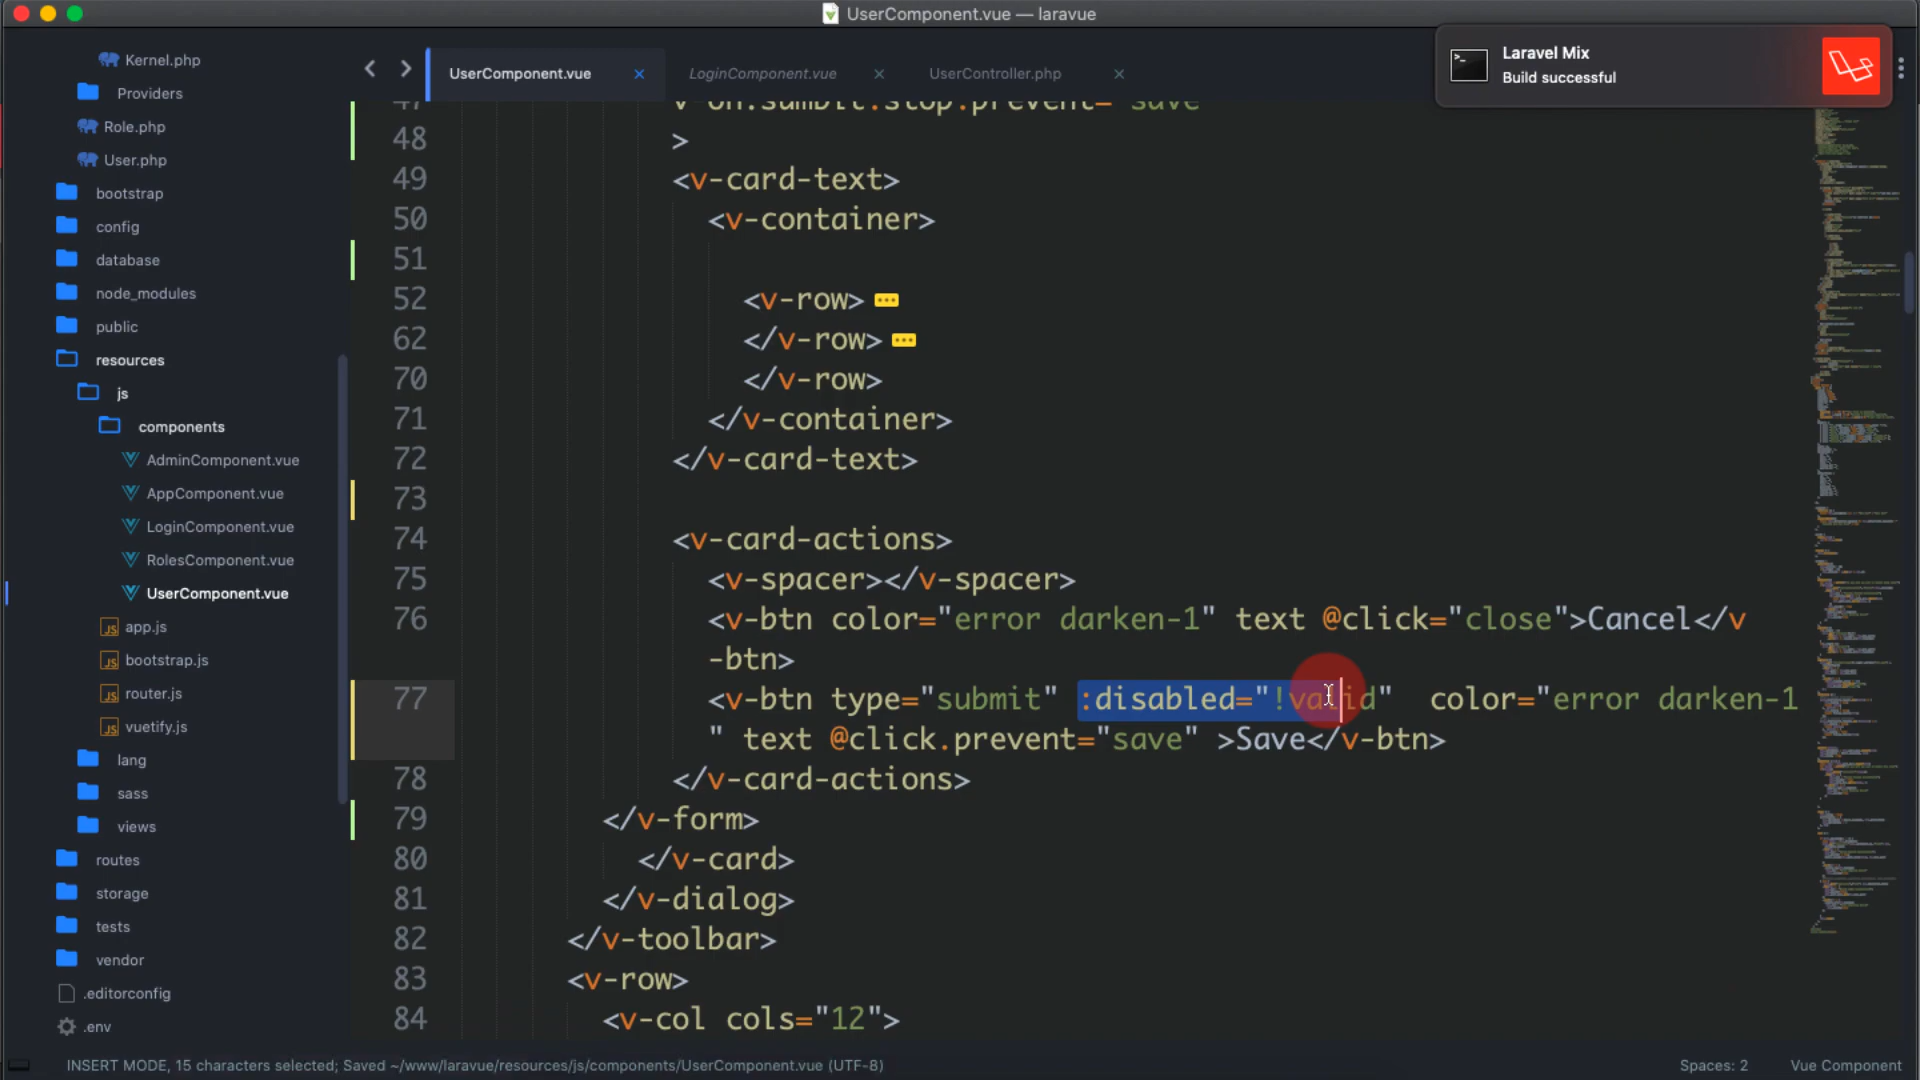 UserComponent.vue — laravue
Laravel Mix
Build successful
Kernel.php
Providers
Role.php
User.php
bootstrap
config
database
node_modules
public
resources
js
components
AdminComponent.vue
AppComponent.vue
LoginComponent.vue
RolesComponent.vue
UserComponent.vue
app.js
bootstrap.js
router.js
vuetify.js
lang
sass
views
routes
storage
tests
vendor
.editorconfig
.env
UserComponent.vue × LoginComponent.vue × UserController.php ×
47 v-on:sumbit.stop.prevent="save"
48 >
49 <v-card-text>
50 <v-container>
51
52 <v-row>
62 </v-row>
70 </v-row>
71 </v-container>
72 </v-card-text>
73
74 <v-card-actions>
75 <v-spacer></v-spacer>
76 <v-btn color="error darken-1" text @click="close">Cancel</v
-btn>
77 <v-btn type="submit" :disabled="!valid" color="error darken-1
" text @click.prevent="save" >Save</v-btn>
78 </v-card-actions>
79 </v-form>
80 </v-card>
81 </v-dialog>
82 </v-toolbar>
83 <v-row>
84 <v-col cols="12">
INSERT MODE, 15 characters selected; Saved ~/www/laravue/resources/js/components/UserComponent.vue (UTF-8)
Spaces: 2 Vue Component